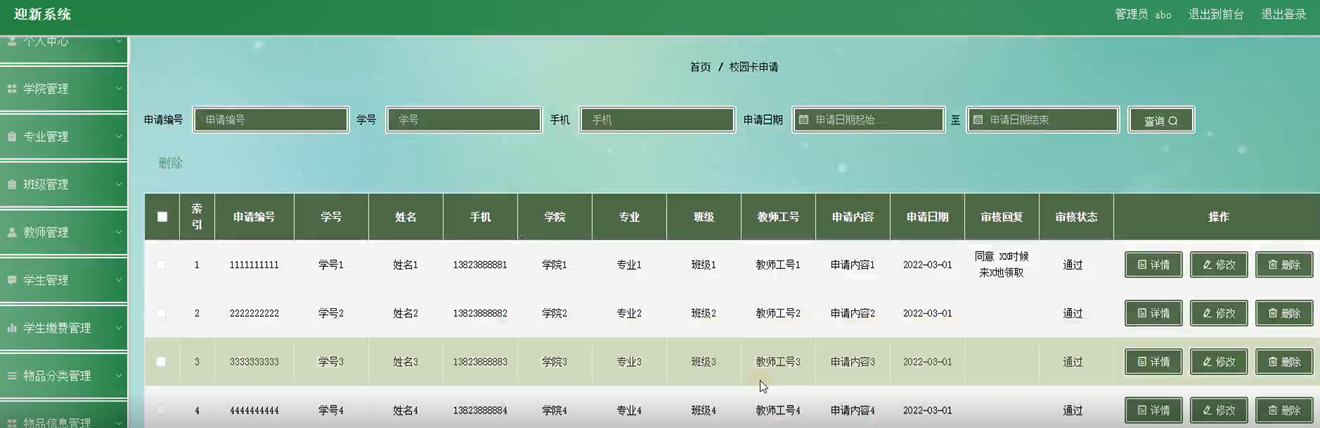 迎新系统
管理员 abo 退出到前台 退出登录
个人中心
学院管理
专业管理
班级管理
教师管理
学生管理
学生缴费管理
物品分类管理
物品信息管理
首页 / 校园卡申请
申请编号 申请编号 学号 学号 手机 手机 申请日期 申请日期起始... 至 申请日期结束 查询
删除
索引 申请编号 学号 姓名 手机 学院 专业 班级 教师工号 申请内容 申请日期 审核回复 审核状态 操作
1 1111111111 学号1 姓名1 13823888881 学院1 专业1 班级1 教师工号1 申请内容1 2022-03-01 同意 XX时候来X地领取 通过 详情 修改 删除
2 2222222222 学号2 姓名2 13823888882 学院2 专业2 班级2 教师工号2 申请内容2 2022-03-01 通过 详情 修改 删除
3 3333333333 学号3 姓名3 13823888883 学院3 专业3 班级3 教师工号3 申请内容3 2022-03-01 通过 详情 修改 删除
4 4444444444 学号4 姓名4 13823888884 学院4 专业4 班级4 教师工号4 申请内容4 2022-03-01 通过 详情 修改 删除